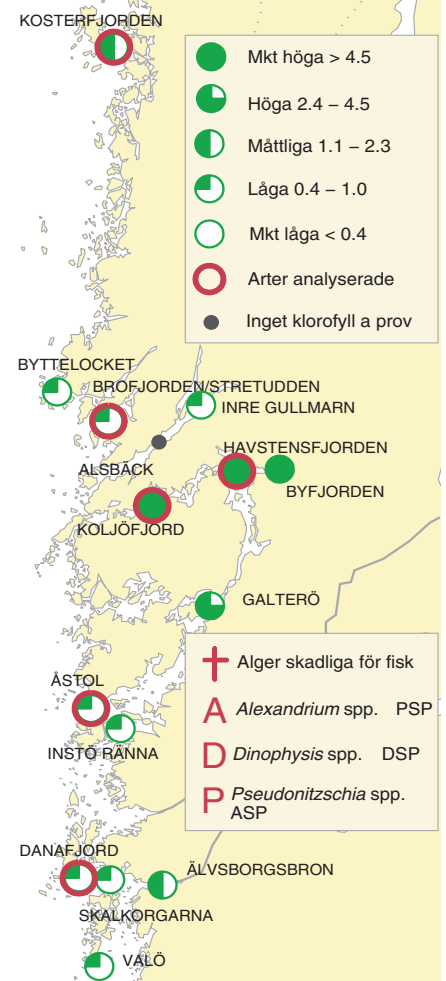 KOSTERFJORDEN
Mkt höga > 4.5
Höga 2.4 – 4.5
Måttliga 1.1 – 2.3
Låga 0.4 – 1.0
Mkt låga < 0.4
Arter analyserade
Inget klorofyll a prov
BYTTELOCKET
BROFJORDEN/STRETUDDEN
INRE GULLMARN
HAVSTENSFJORDEN
ALSBÄCK
BYFJORDEN
KOLJÖFJORD
GALTERÖ
Alger skadliga för fisk
ÅSTOL
A Alexandrium spp. PSP
INSTÖ RÄNNA
D Dinophysis spp. DSP
P Pseudonitzschia spp.
ASP
DANAFJORD
ÄLVSBORGSBRON
SKALKORGARNA
VALÖ